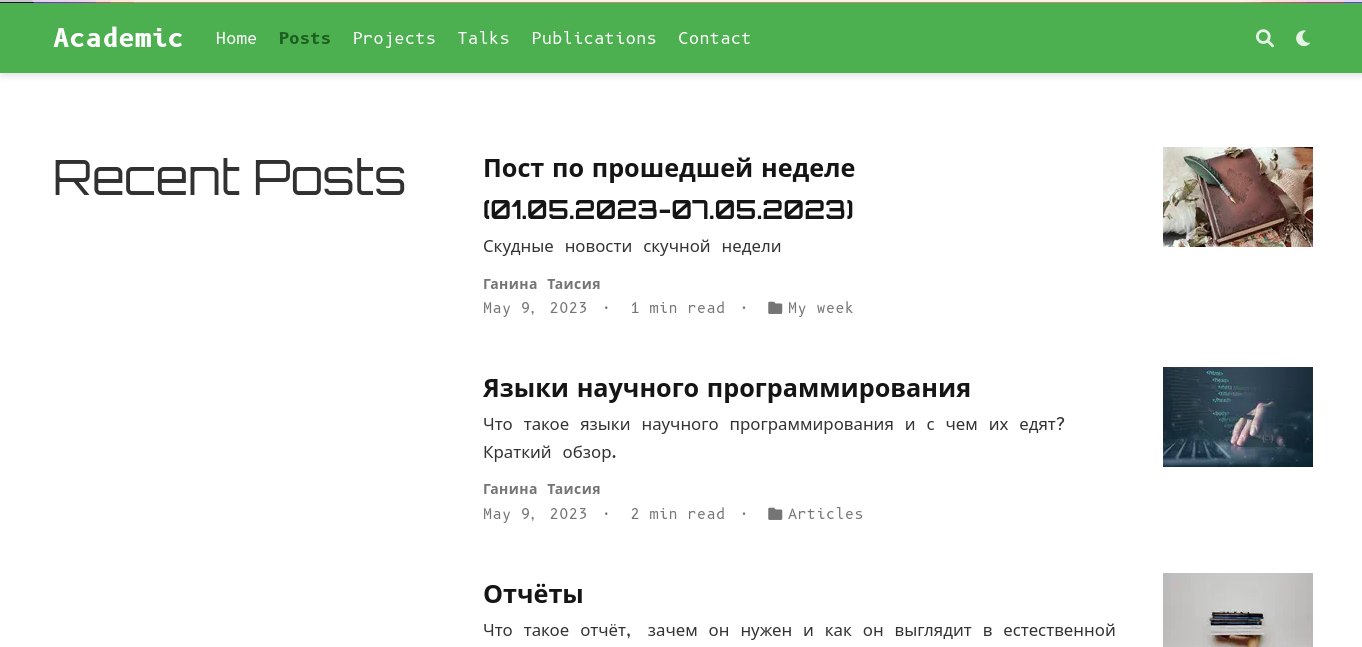 Academic Home Posts Projects Talks Publications Contact
Recent Posts
Пост по прошедшей неделе
(01.05.2023-07.05.2023)
Скудные новости скучной недели
Ганина Таисия
May 9, 2023 · 1 min read · My week
Языки научного программирования
Что такое языки научного программирования и с чем их едят?
Краткий обзор.
Ганина Таисия
May 9, 2023 · 2 min read · Articles
Отчёты
Что такое отчёт, зачем он нужен и как он выглядит в естественной